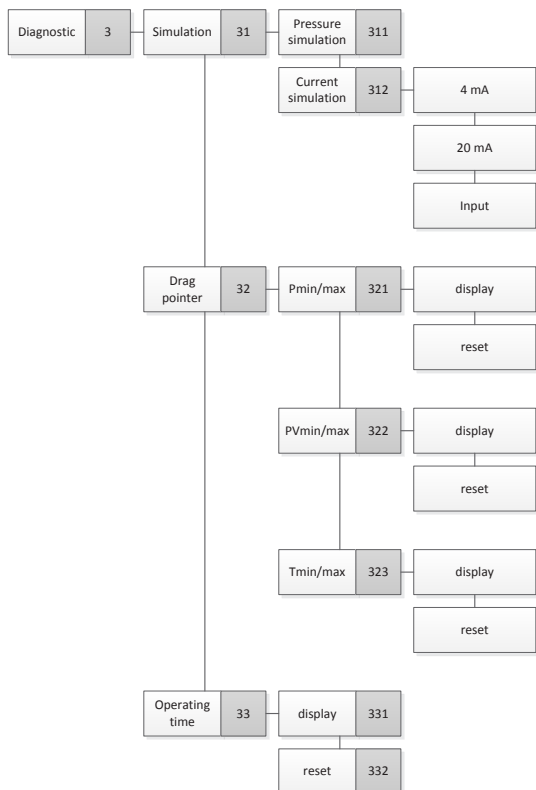 Diagnostic 3
Simulation 31
Pressure
simulation 311
Current
simulation 312
4 mA
20 mA
Input
Drag
pointer 32
Pmin/max 321
display
reset
PVmin/max 322
display
reset
Tmin/max 323
display
reset
Operating
time 33
display 331
reset 332